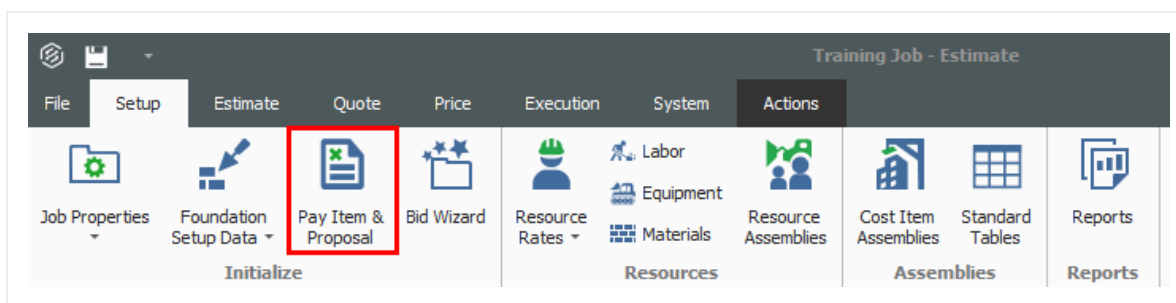 Training Job - Estimate
File Setup Estimate Quote Price Execution System Actions
Job Properties
Foundation
Setup Data
Pay Item &
Proposal
Bid Wizard
Initialize
Resource
Rates
Labor
Equipment
Materials
Resource
Assemblies
Resources
Cost Item
Assemblies
Standard
Tables
Assemblies
Reports
Reports